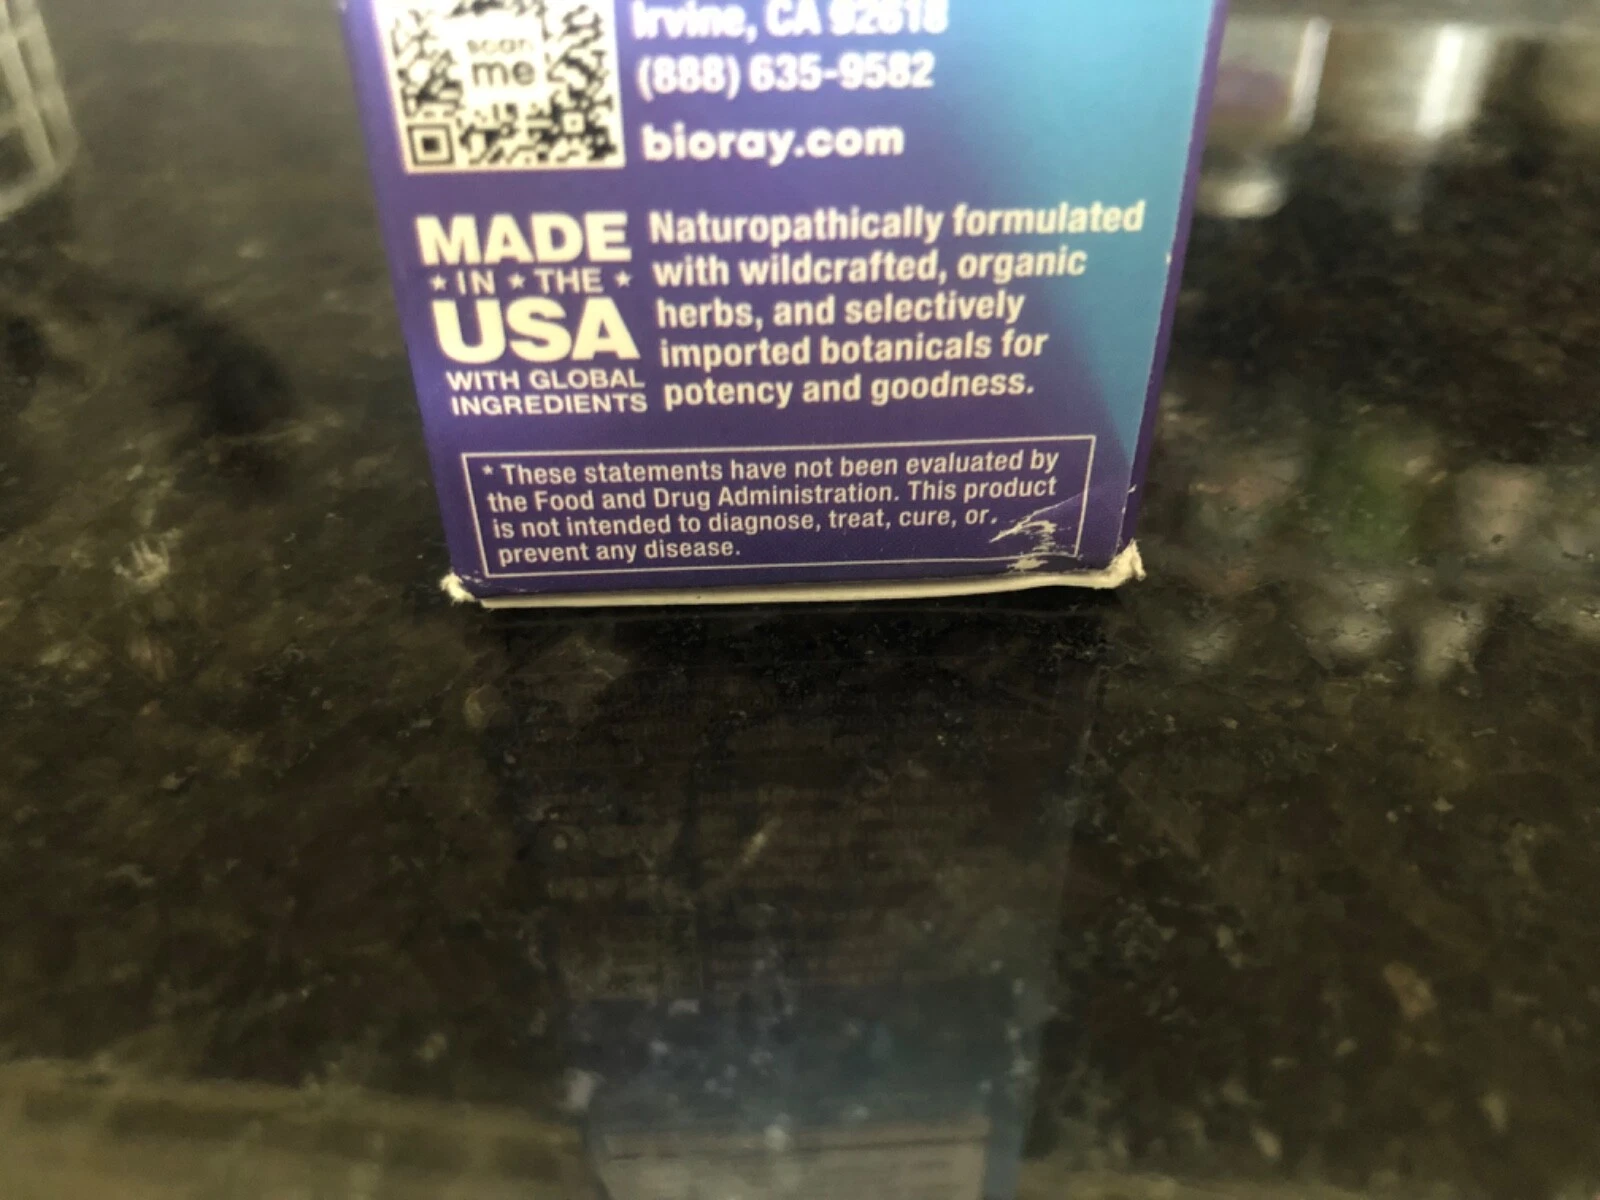 scan
me
Irvine, CA 92618
(888) 635-9582
bioray.com
MADE
★ IN ★ THE ★
USA
WITH GLOBAL
INGREDIENTS
Naturopathically formulated
with wildcrafted, organic
herbs, and selectively
imported botanicals for
potency and goodness.
* These statements have not been evaluated by
the Food and Drug Administration. This product
is not intended to diagnose, treat, cure, or
prevent any disease.